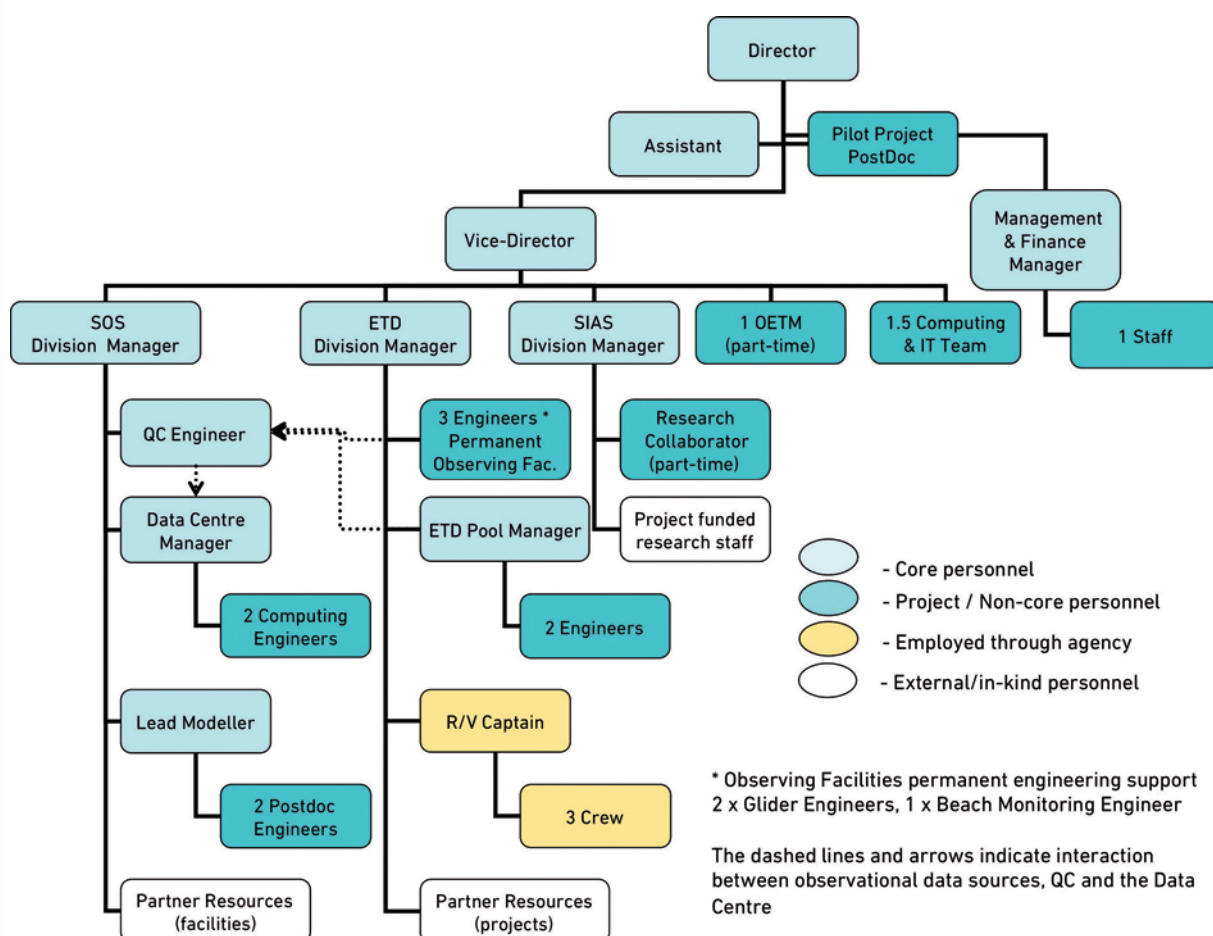 Director
Assistant
Pilot Project
PostDoc
Management
& Finance
Manager
Vice-Director
SOS
Division Manager
ETD
Division Manager
SIAS
Division Manager
1 OETM
(part-time)
1.5 Computing
& IT Team
1 Staff
QC Engineer
3 Engineers *
Permanent
Observing Fac.
Research
Collaborator
(part-time)
Data Centre
Manager
ETD Pool Manager
Project funded
research staff
2 Computing
Engineers
2 Engineers
- Core personnel
- Project / Non-core personnel
- Employed through agency
- External/in-kind personnel
Lead Modeller
R/V Captain
2 Postdoc
Engineers
3 Crew
* Observing Facilities permanent engineering support
2 x Glider Engineers, 1 x Beach Monitoring Engineer
The dashed lines and arrows indicate interaction
between observational data sources, QC and the Data
Centre
Partner Resources
(facilities)
Partner Resources
(projects)